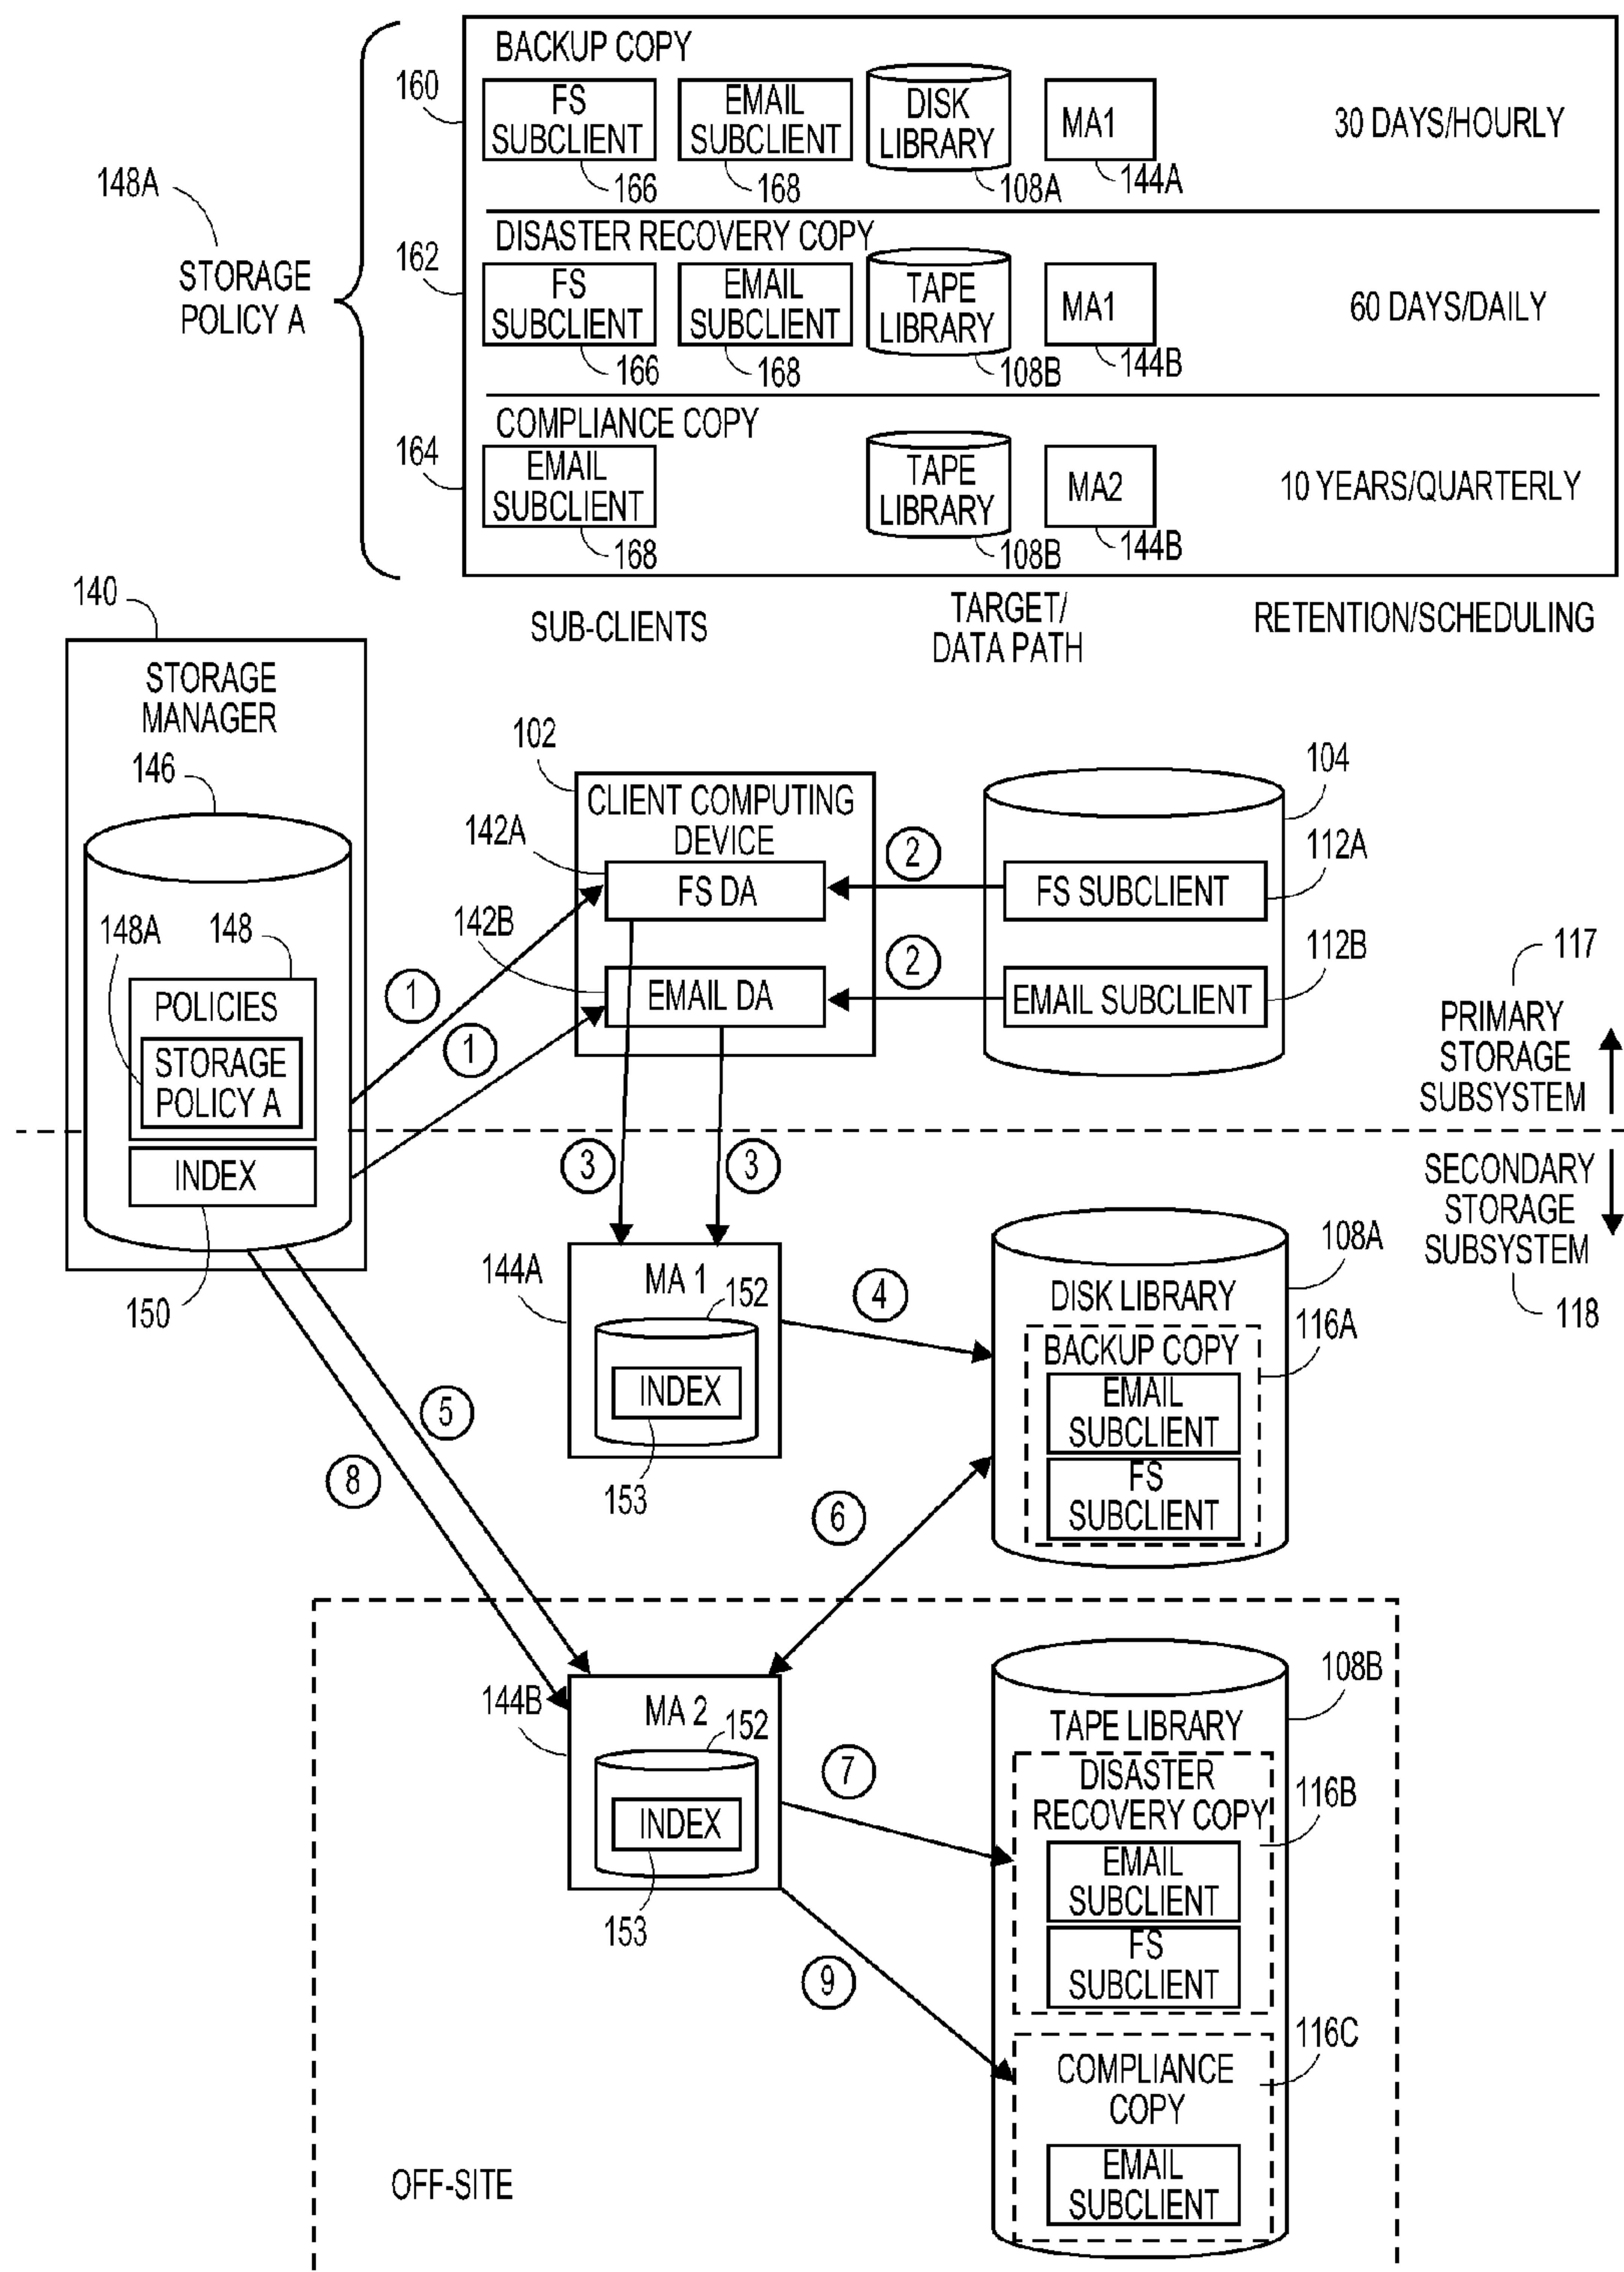 BACKUP COPY
160
FS
SUBCLIENT
166
EMAIL
SUBCLIENT
168
DISK
LIBRARY
108A
MA1
144A
30 DAYS/HOURLY
148A
STORAGE
POLICY A
DISASTER RECOVERY COPY
162
FS
SUBCLIENT
166
EMAIL
SUBCLIENT
168
TAPE
LIBRARY
108B
MA1
144B
60 DAYS/DAILY
COMPLIANCE COPY
164
EMAIL
SUBCLIENT
168
TAPE
LIBRARY
108B
MA2
144B
10 YEARS/QUARTERLY
SUB-CLIENTS
TARGET/
DATA PATH
RETENTION/SCHEDULING
140
STORAGE
MANAGER
146
148A
148
POLICIES
STORAGE
POLICY A
INDEX
150
102
CLIENT COMPUTING
DEVICE
142A
FS DA
142B
EMAIL DA
104
112A
FS SUBCLIENT
112B
EMAIL SUBCLIENT
1
1
2
2
117
PRIMARY
STORAGE
SUBSYSTEM
SECONDARY
STORAGE
SUBSYSTEM
118
3
3
144A
MA 1
152
INDEX
153
4
108A
DISK LIBRARY
116A
BACKUP COPY
EMAIL
SUBCLIENT
FS
SUBCLIENT
5
8
6
144B
MA 2
152
INDEX
153
7
9
108B
TAPE LIBRARY
DISASTER
RECOVERY COPY
116B
EMAIL
SUBCLIENT
FS
SUBCLIENT
116C
COMPLIANCE
COPY
EMAIL
SUBCLIENT
OFF-SITE